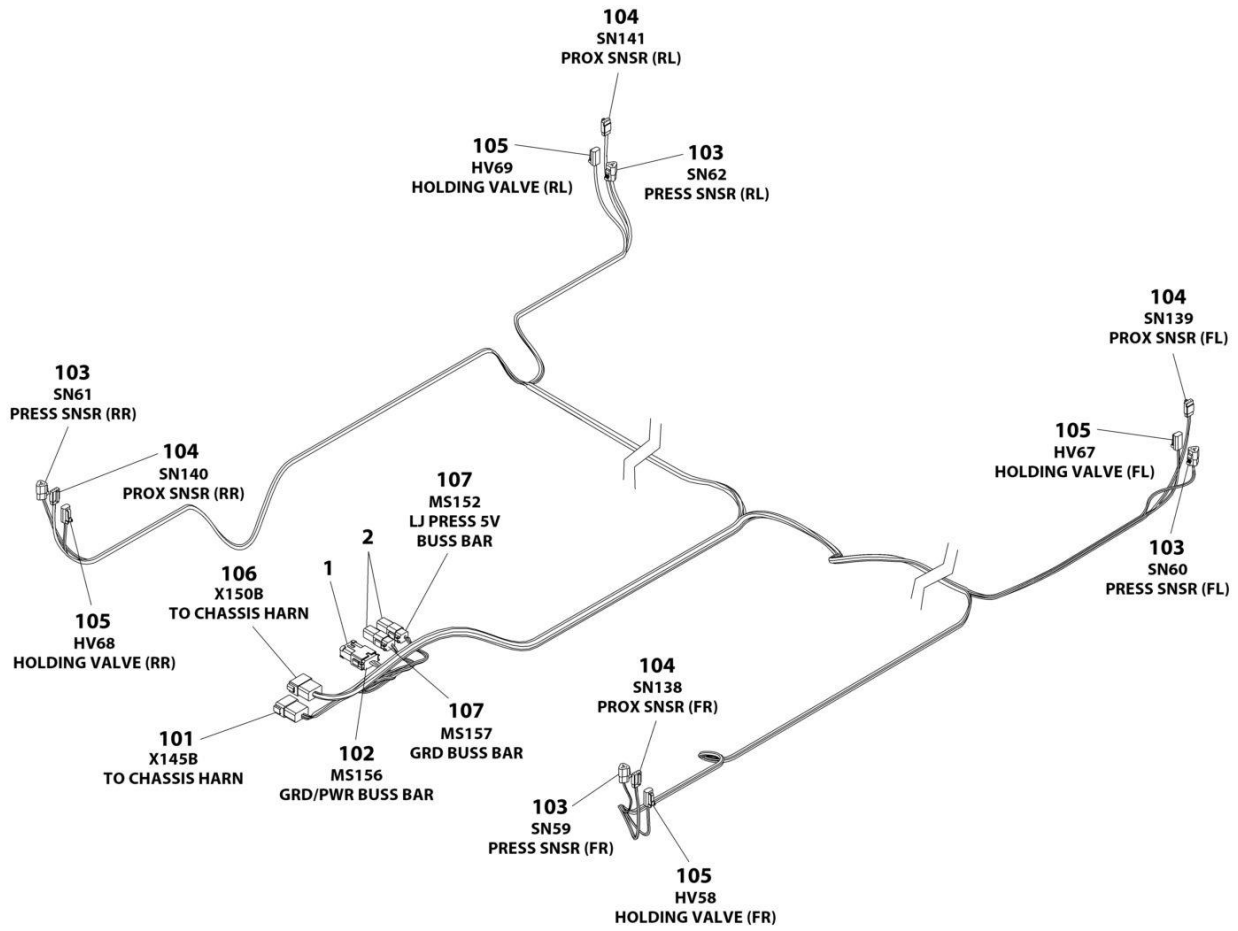 104
SN141
PROX SNSR (RL)
105
HV69
HOLDING VALVE (RL)
103
SN62
PRESS SNSR (RL)
104
SN139
PROX SNSR (FL)
105
HV67
HOLDING VALVE (FL)
103
SN60
PRESS SNSR (FL)
103
SN61
PRESS SNSR (RR)
104
SN140
PROX SNSR (RR)
105
HV68
HOLDING VALVE (RR)
107
MS152
LJ PRESS 5V
BUSS BAR
2
1
106
X150B
TO CHASSIS HARN
101
X145B
TO CHASSIS HARN
102
MS156
GRD/PWR BUSS BAR
107
MS157
GRD BUSS BAR
104
SN138
PROX SNSR (FR)
103
SN59
PRESS SNSR (FR)
105
HV58
HOLDING VALVE (FR)